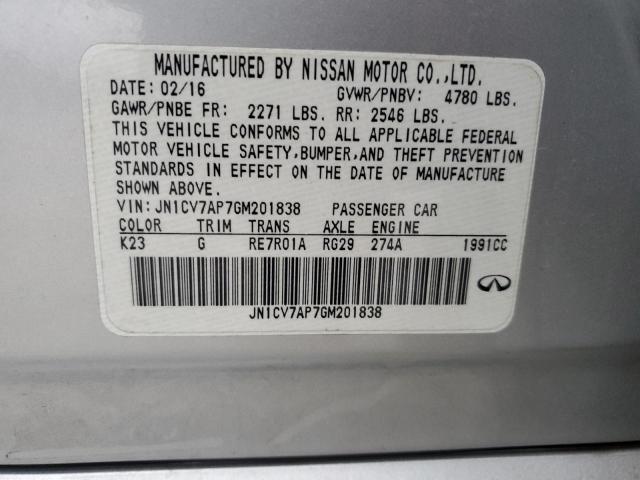 MANUFACTURED BY NISSAN MOTOR CO.,LTD.
DATE: 02/16 GVWR/PNBV: 4780 LBS.
GAWR/PNBE FR: 2271 LBS. RR: 2546 LBS.
THIS VEHICLE CONFORMS TO ALL APPLICABLE FEDERAL
MOTOR VEHICLE SAFETY,BUMPER,AND THEFT PREVENTION
STANDARDS IN EFFECT ON THE DATE OF MANUFACTURE
SHOWN ABOVE.
VIN:JN1CV7AP7GM201838 PASSENGER CAR
COLOR TRIM TRANS AXLE ENGINE
K23 G RE7R01A RG29 274A 1991CC
JN1CV7AP7GM201838